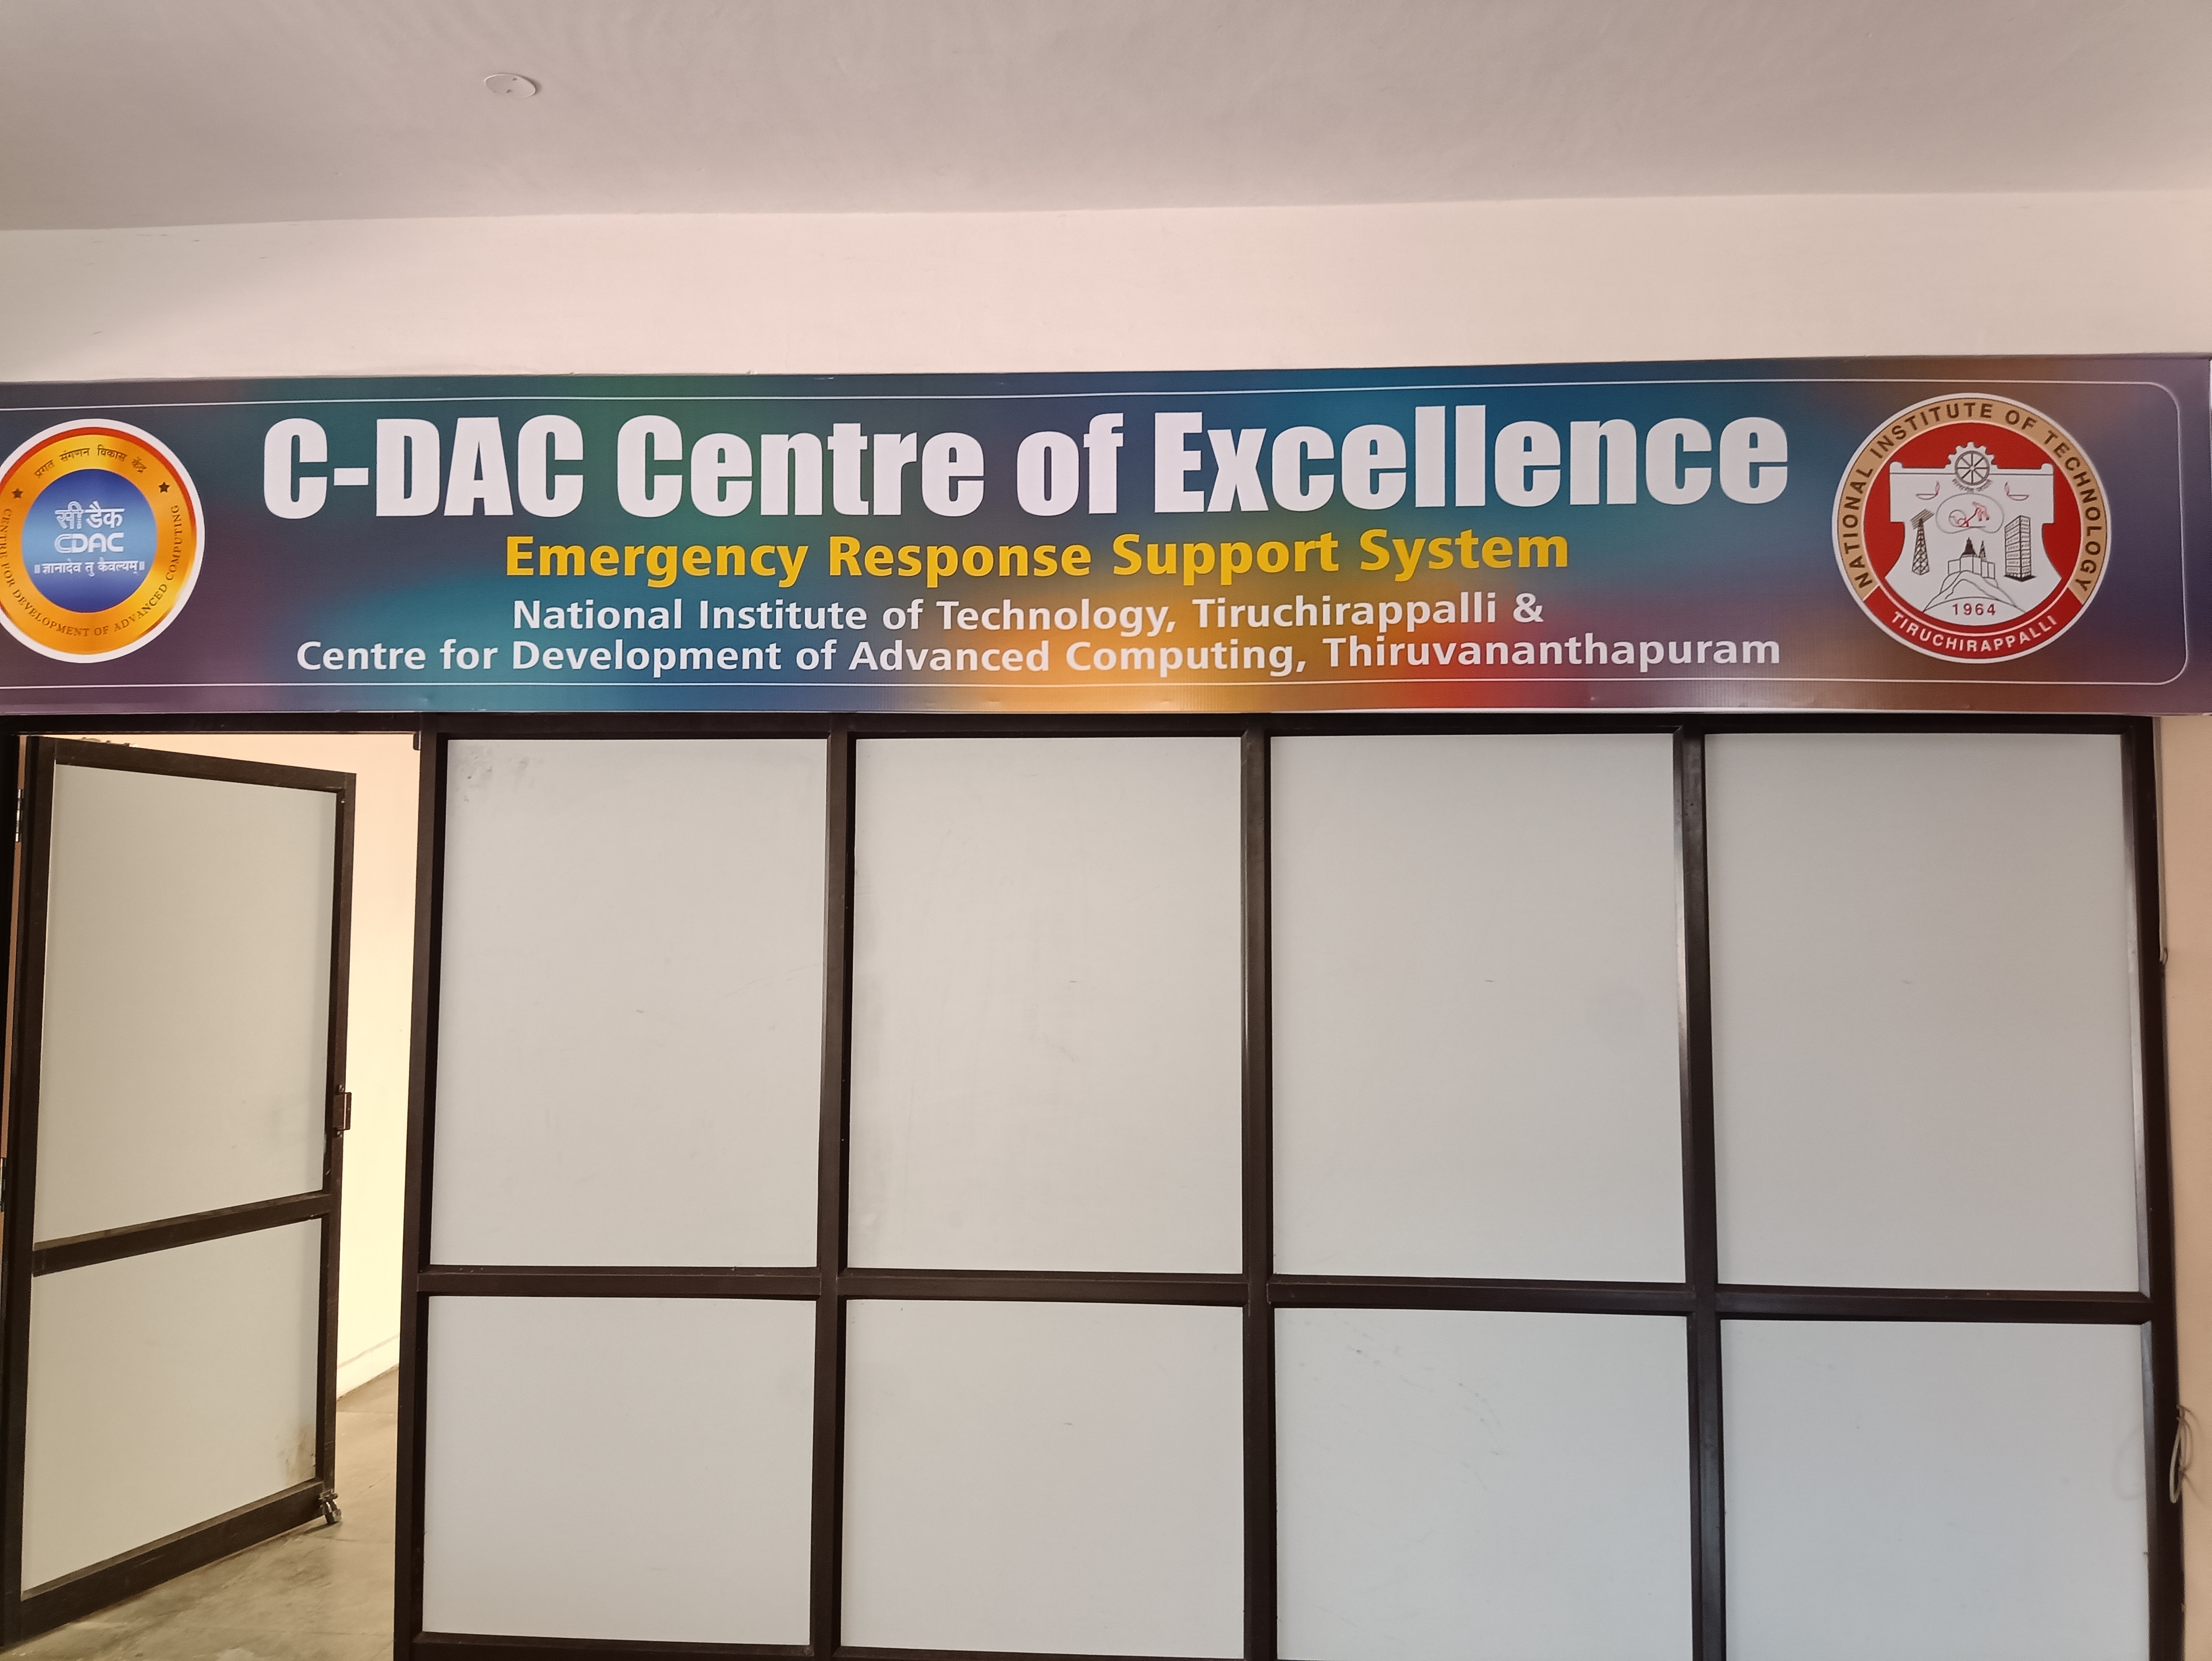 C-DAC Centre of Excellence
Emergency Response Support System
National Institute of Technology, Tiruchirappalli &
Centre for Development of Advanced Computing, Thiruvananthapuram
प्रगत संगणन विकास केंद्र
सी डैक
CDAC
॥ ज्ञानादेव तु कैवल्यम् ॥
CENTRE FOR DEVELOPMENT OF ADVANCED COMPUTING
NATIONAL INSTITUTE OF TECHNOLOGY
1964
TIRUCHIRAPPALLI